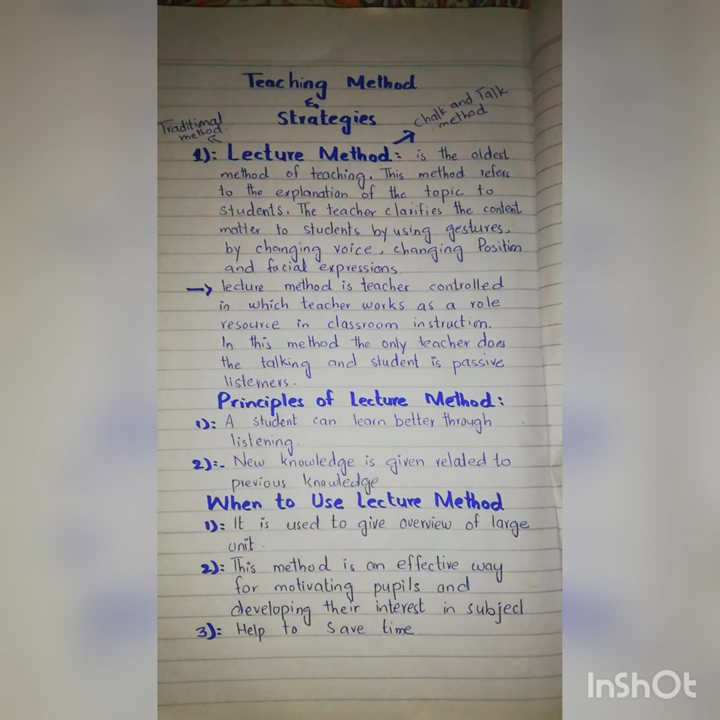 Teaching Method
&
Strategies
Traditional
method
Chalk and Talk
method
1): Lecture Method: is the oldest
method of teaching. This method refers
to the explanation of the topic to
students. The teacher clarifies the content
matter to students by using gestures,
by changing voice, changing Position
and facial expressions.
→ lecture method is teacher controlled
in which teacher works as a role
resource in classroom instruction.
In this method the only teacher does
the talking and student is passive
listerners.
Principles of Lecture Method:
1): A student can learn better through
listening.
2):- New knowledge is given related to
previous knowledge
When to Use Lecture Method
1): It is used to give overview of large
unit.
2): This method is an effective way
for motivating pupils and
developing their interest in subject
3): Help to save time
InShOt